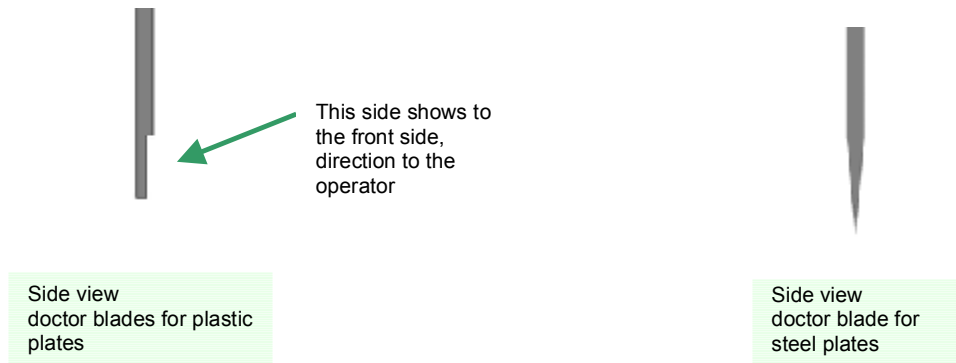 This side shows to
the front side,
direction to the
operator
Side view
doctor blades for plastic
plates
Side view
doctor blade for
steel plates